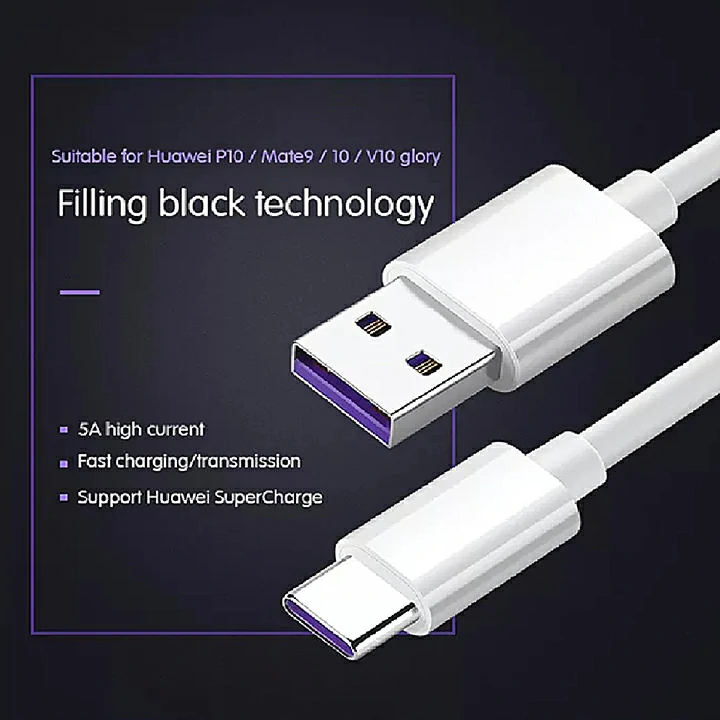 Suitable for Huawei P10 / Mate9 / 10 / V10 glory
Filling black technology
5A high current
Fast charging/transmission
Support Huawei SuperCharge